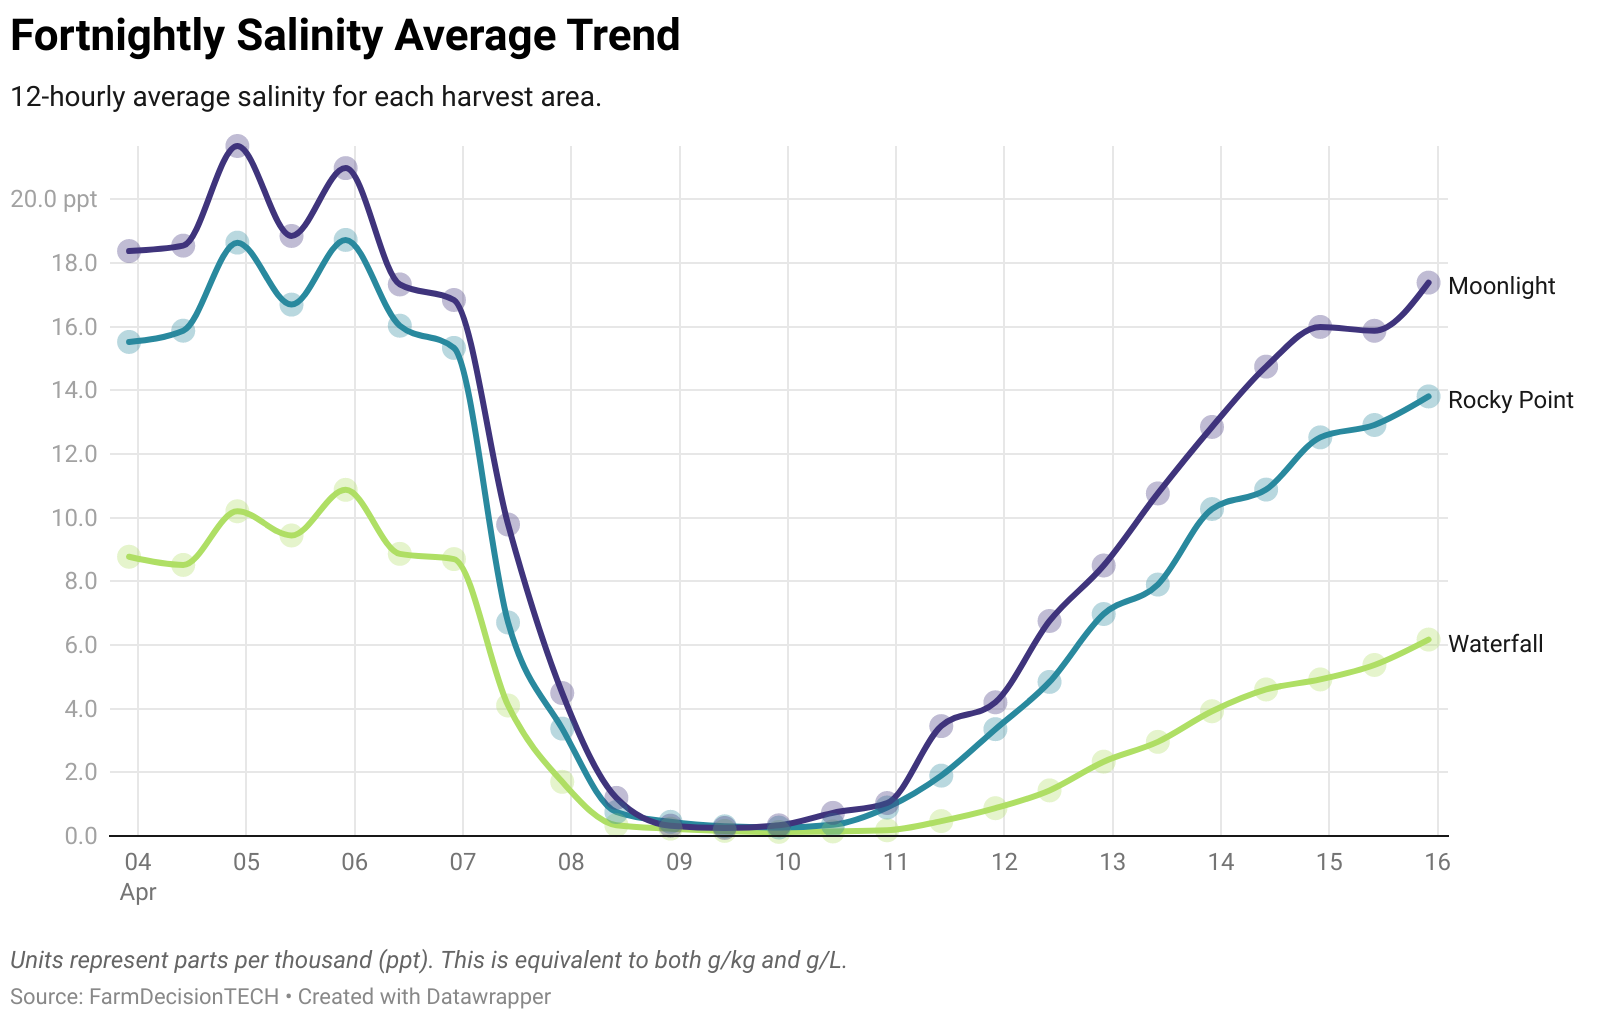 Fortnightly Salinity Average Trend
12-hourly average salinity for each harvest area.
20.0 ppt
18.0
Moonlight
16.0
14.0
Rocky Point
12.0
10.0
8.0
6.0
Waterfall
4.0
2.0
0.0
04 05 06 07 08 09 10 11 12 13 14 15 16
Apr
Units represent parts per thousand (ppt). This is equivalent to both g/kg and g/L.
Source: FarmDecisionTECH • Created with Datawrapper